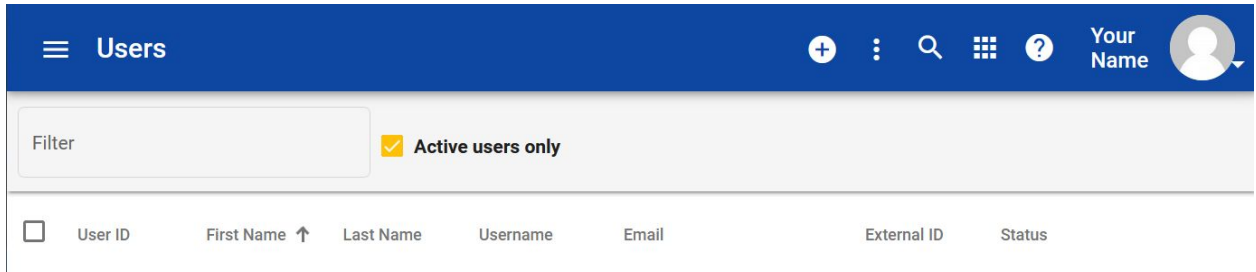 Users
Your
Name
Filter
Active users only
User ID First Name Last Name Username Email External ID Status